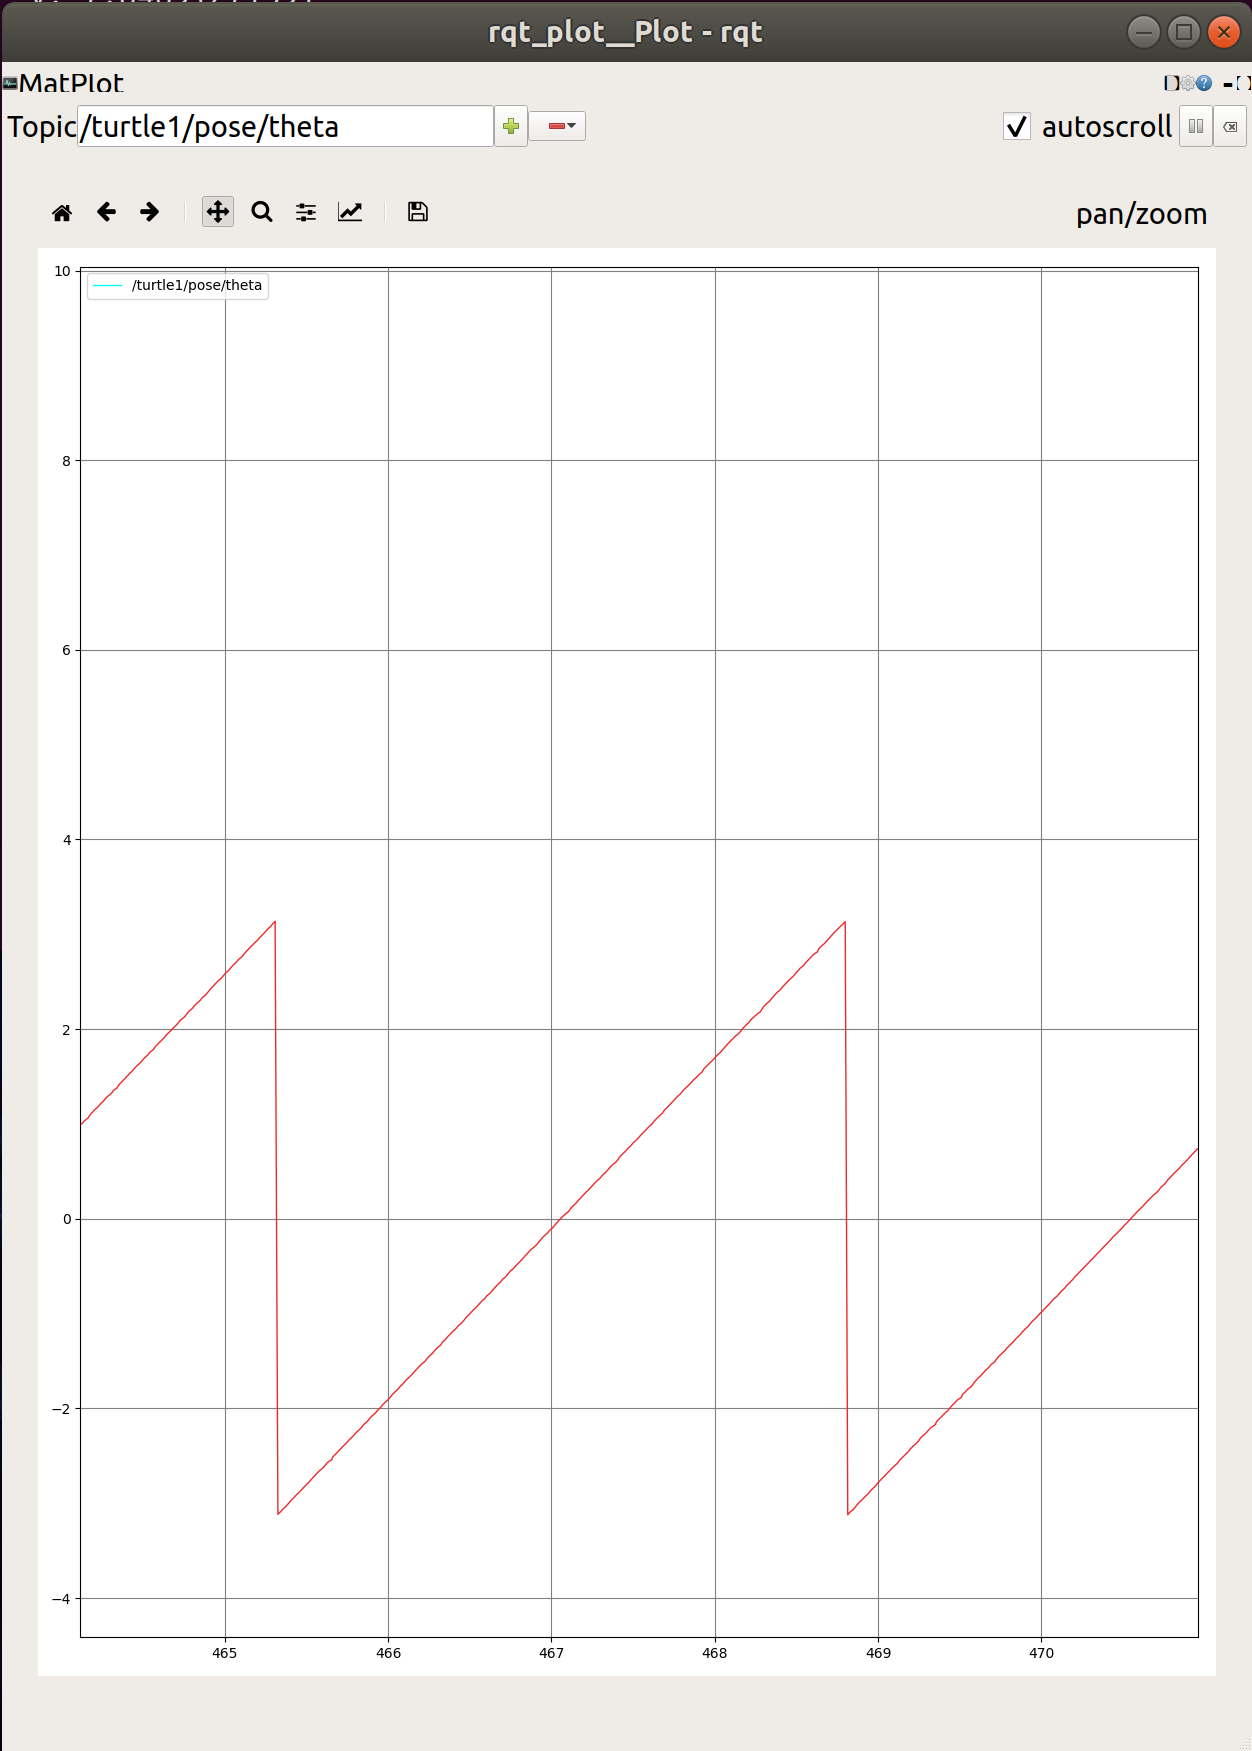 rqt_plot__Plot - rqt
MatPlot
Topic /turtle1/pose/theta autoscroll
pan/zoom
10
/turtle1/pose/theta
8
6
4
2
0
−2
−4
465 466 467 468 469 470